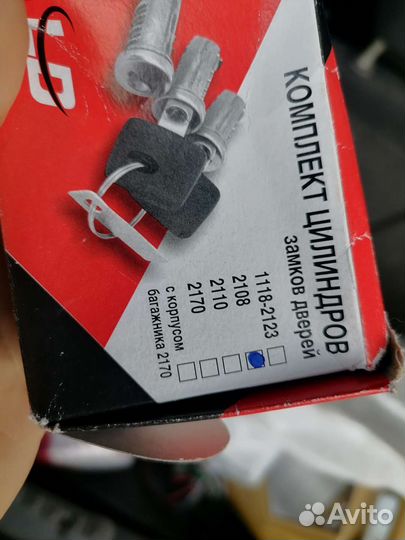 КОМПЛЕКТ ЦИЛИНДРОВ
замков дверей
1118-2123
2108
2110
2170
с корпусом
багажника 2170
Avito